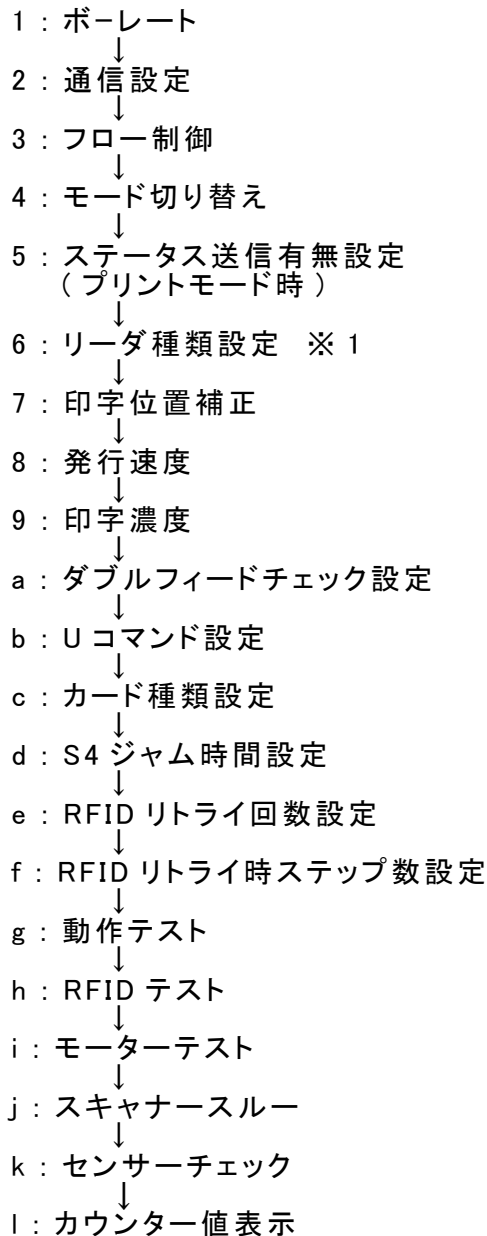 1：ボーレート
↓
2：通信設定
↓
3：フロー制御
↓
4：モード切り替え
↓
5：ステータス送信有無設定
（プリントモード時）
↓
6：リーダ種類設定　※1
↓
7：印字位置補正
↓
8：発行速度
↓
9：印字濃度
↓
a：ダブルフィードチェック設定
↓
b：Uコマンド設定
↓
c：カード種類設定
↓
d：S4ジャム時間設定
↓
e：RFIDリトライ回数設定
↓
f：RFIDリトライ時ステップ数設定
↓
g：動作テスト
↓
h：RFIDテスト
↓
i：モーターテスト
↓
j：スキャナースルー
↓
k：センサーチェック
↓
l：カウンター値表示